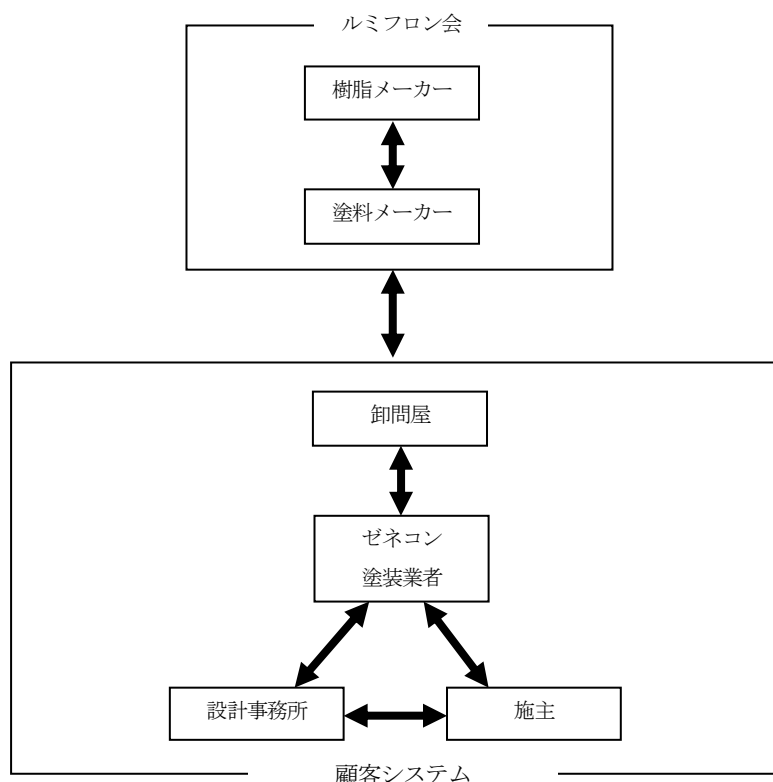 ルミフロン会
樹脂メーカー
塗料メーカー
卸問屋
ゼネコン
塗装業者
設計事務所
施主
顧客システム